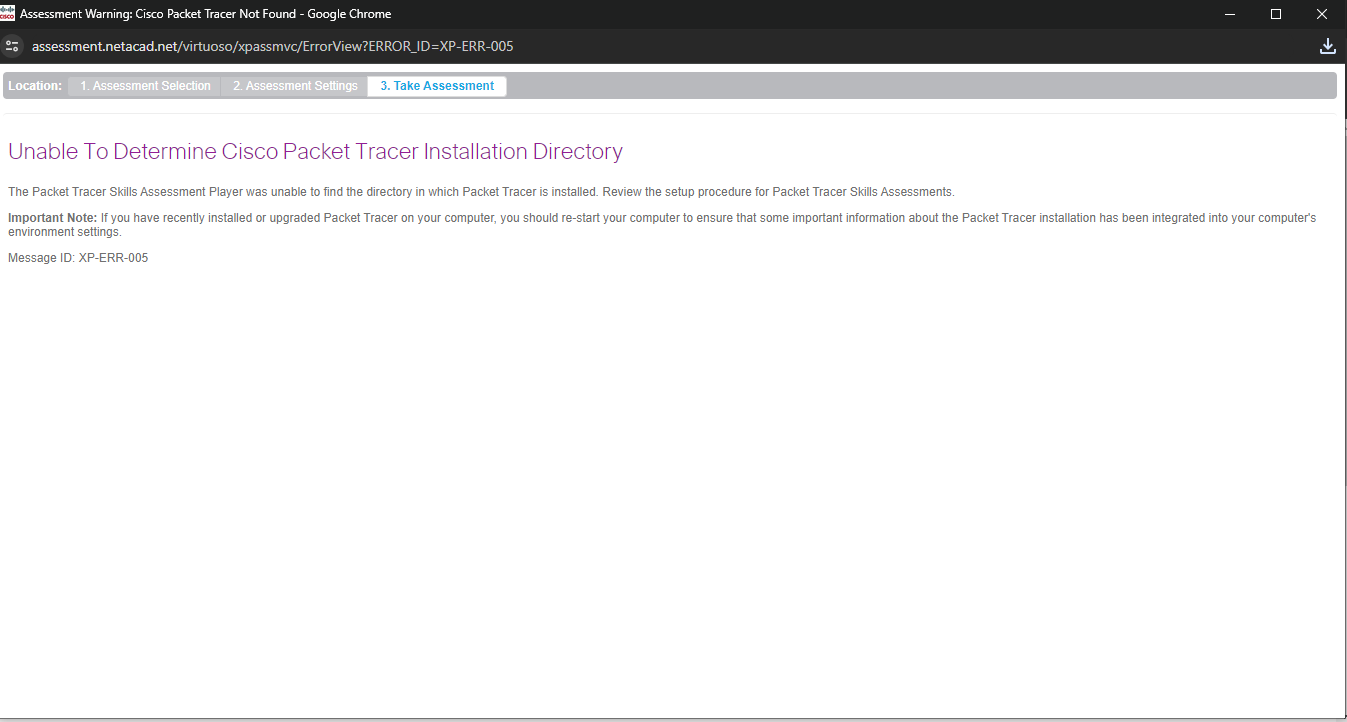 Assessment Warning: Cisco Packet Tracer Not Found - Google Chrome
assessment.netacad.net/virtuoso/xpassmvc/ErrorView?ERROR_ID=XP-ERR-005
Location: 1. Assessment Selection 2. Assessment Settings 3. Take Assessment
Unable To Determine Cisco Packet Tracer Installation Directory
The Packet Tracer Skills Assessment Player was unable to find the directory in which Packet Tracer is installed. Review the setup procedure for Packet Tracer Skills Assessments.
Important Note: If you have recently installed or upgraded Packet Tracer on your computer, you should re-start your computer to ensure that some important information about the Packet Tracer installation has been integrated into your computer's
environment settings.
Message ID: XP-ERR-005